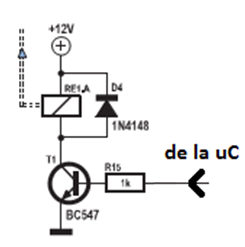 +12V
D4
RE1.A
1N4148
de la uC
T1
R15
1k
BC547